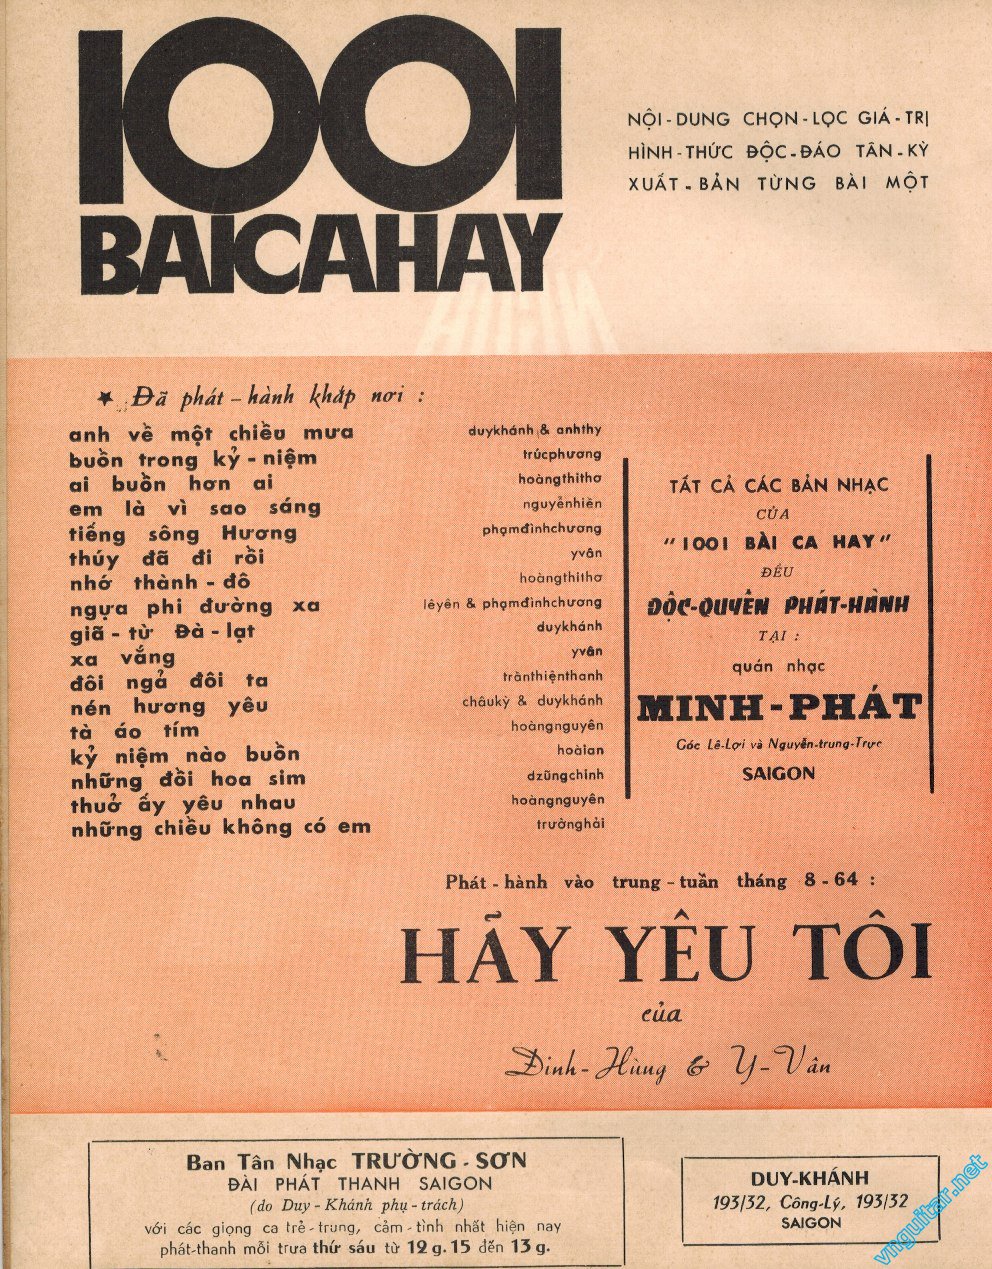 1001
BAICAHAY
NỘI-DUNG CHỌN-LỌC GIÁ-TRỊ
HÌNH-THỨC ĐỘC-ĐÁO TÂN-KỲ
XUẤT-BẢN TỪNG BÀI MỘT
★ Đã phát-hành khắp nơi :
anh về một chiều mưa duykhánh & anhthy
buồn trong kỷ-niệm trúcphương
ai buồn hơn ai hoàngthithơ
em là vì sao sáng nguyễnhiền
tiếng sông Hương phạmđìnhchương
thúy đã đi rồi yvân
nhớ thành-đô hoàngthithơ
ngựa phi đường xa lêyên & phạmđìnhchương
giã-từ Đà-lạt duykhánh
xa vắng yvân
đôi ngả đôi ta trầnthiệnthanh
nén hương yêu châukỳ & duykhánh
tà áo tím hoàngnguyên
kỷ niệm nào buồn hoàian
những đồi hoa sim dzũngchinh
thuở ấy yêu nhau hoàngnguyên
những chiều không có em trườnghải
TẤT CẢ CÁC BẢN NHẠC
CỦA
"1001 BÀI CA HAY"
ĐỀU
ĐỘC-QUYỀN PHÁT-HÀNH
TẠI :
quán nhạc
MINH-PHÁT
Góc Lê-Lợi và Nguyễn-trung-Trực
SAIGON
Phát-hành vào trung-tuần tháng 8-64 :
HÃY YÊU TÔI
của
Đinh-Hùng & Y-Vân
Ban Tân Nhạc TRƯỜNG-SƠN
ĐÀI PHÁT THANH SAIGON
(do Duy-Khánh phụ-trách)
với các giọng ca trẻ-trung, cảm-tình nhất hiện nay
phát-thanh mỗi trưa thứ sáu từ 12 g. 15 đến 13 g.
DUY-KHÁNH
193/32, Công-Lý, 193/32
SAIGON
vnguitar.net